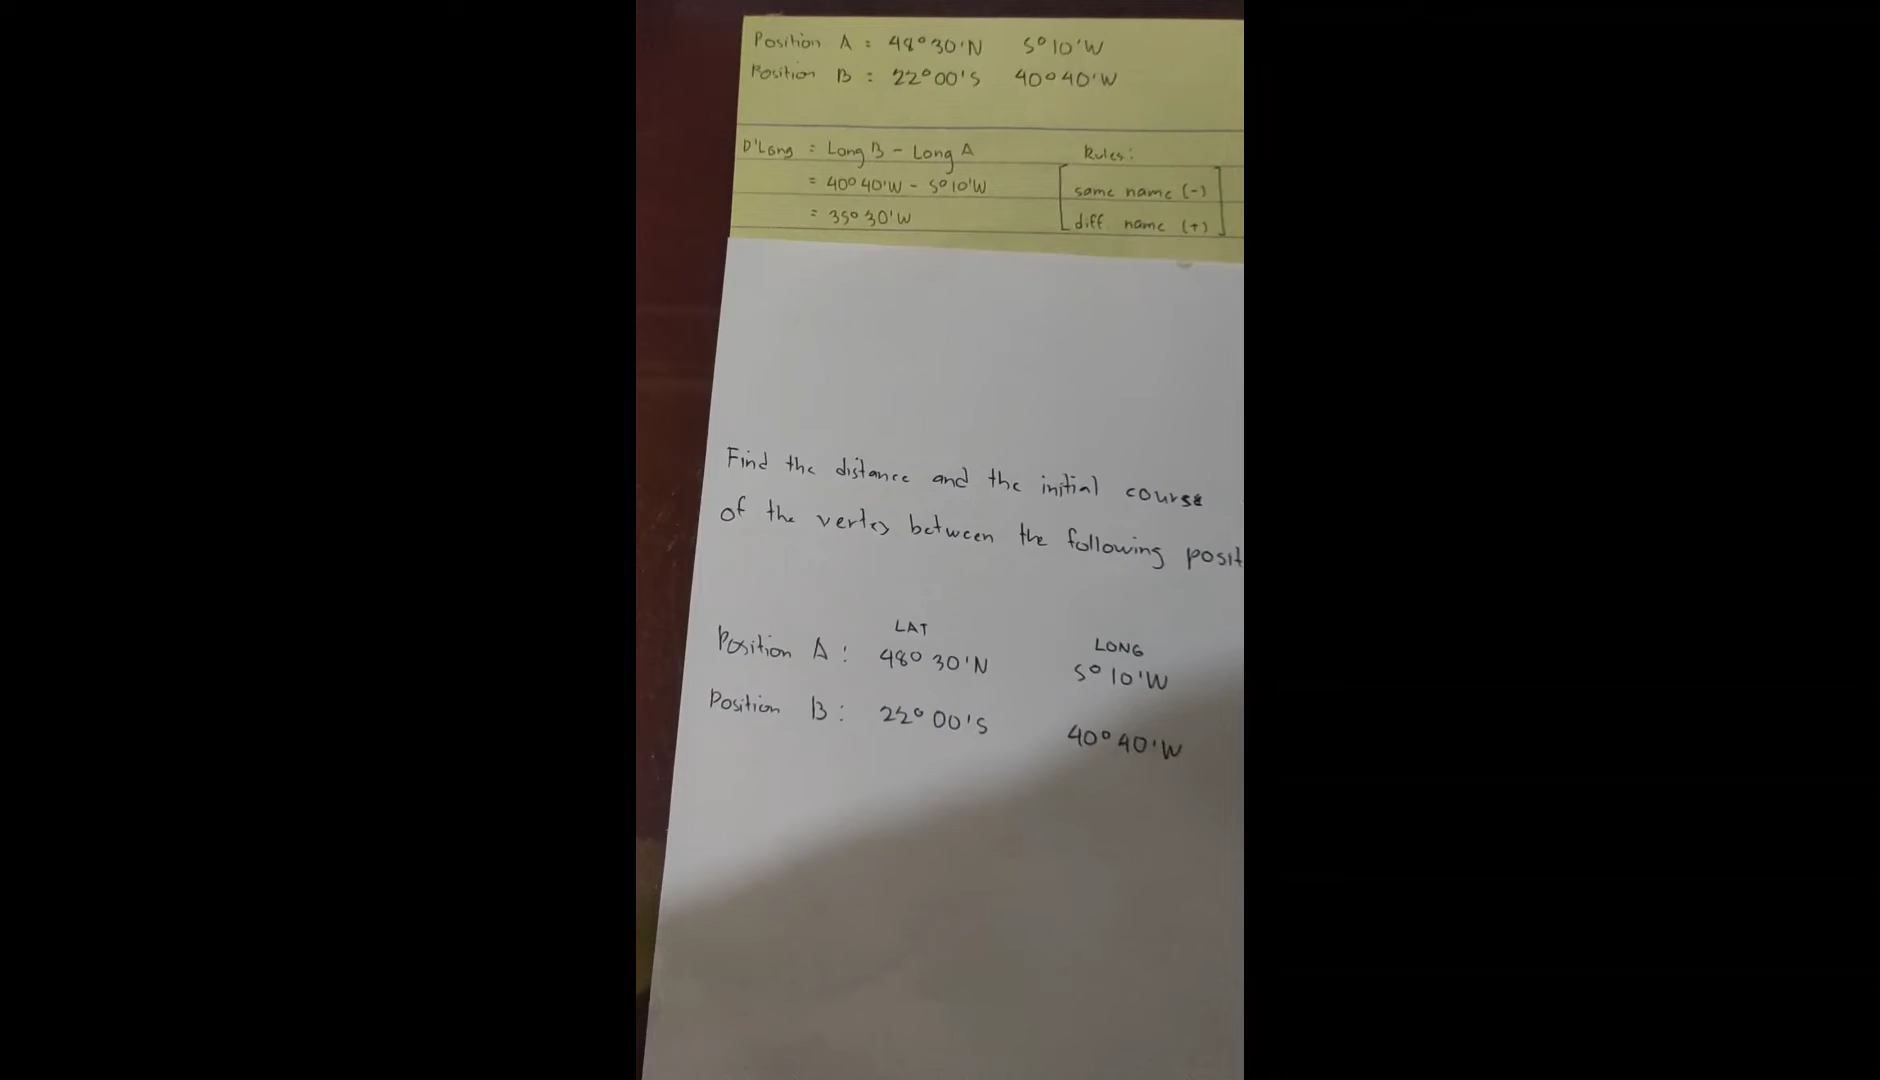 Position A : 48°30'N 5°10'W
Position B : 22°00'S 40°40'W
D'Long = Long B - Long A
= 40°40'W - 5°10'W
= 35°30'W
Rules:
same name (-)
diff. name (+)
Find the distance and the initial course
of the vertex between the following posit
LAT LONG
Position A : 48° 30'N 5° 10'W
Position B : 22° 00'S 40° 40'W